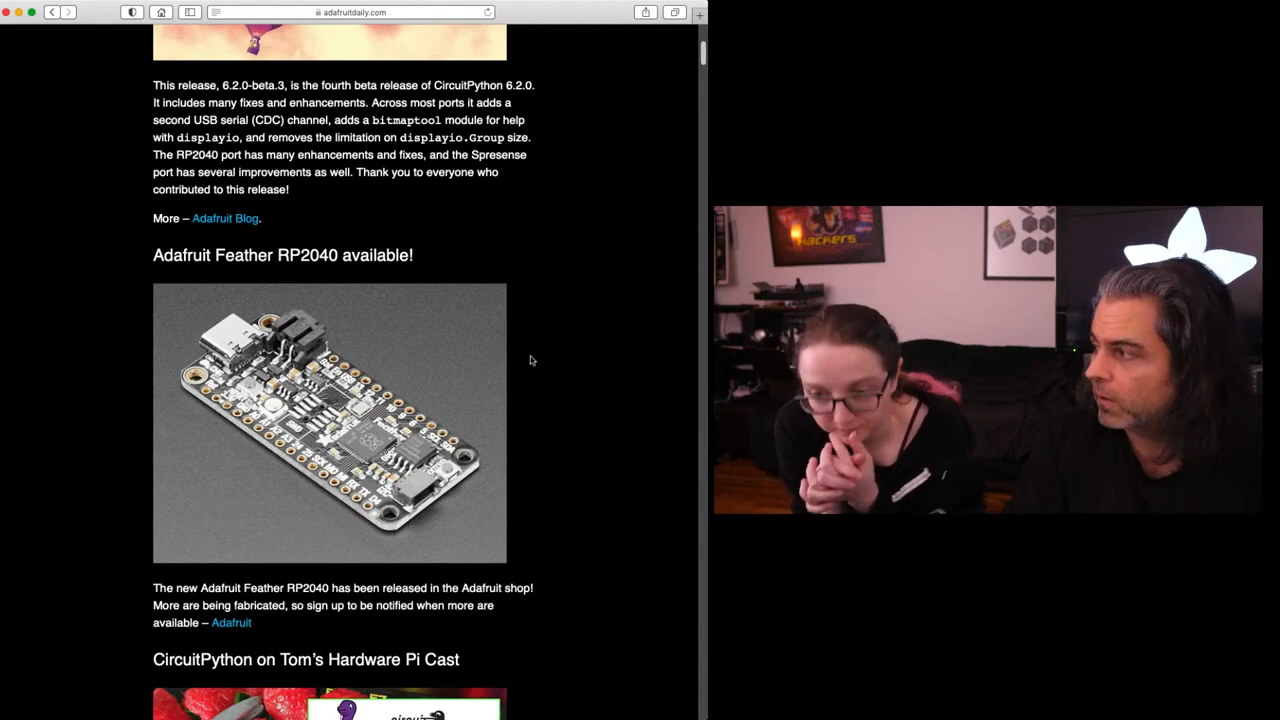 adafruitdaily.com
This release, 6.2.0-beta.3, is the fourth beta release of CircuitPython 6.2.0.
It includes many fixes and enhancements. Across most ports it adds a
second USB serial (CDC) channel, adds a bitmaptool module for help
with displayio, and removes the limitation on displayio.Group size.
The RP2040 port has many enhancements and fixes, and the Spresense
port has several improvements as well. Thank you to everyone who
contributed to this release!
More – Adafruit Blog.
Adafruit Feather RP2040 available!
The new Adafruit Feather RP2040 has been released in the Adafruit shop!
More are being fabricated, so sign up to be notified when more are
available – Adafruit
CircuitPython on Tom's Hardware Pi Cast
HACKERS